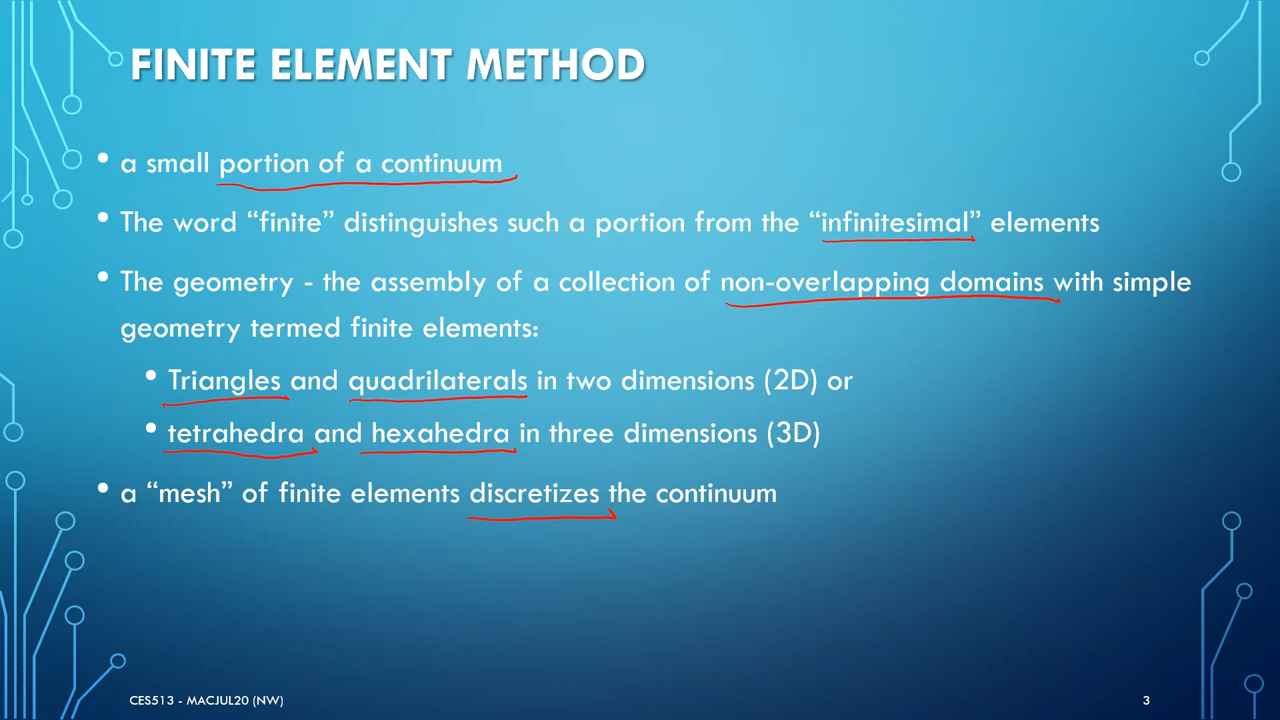 FINITE ELEMENT METHOD
• a small portion of a continuum
• The word “finite” distinguishes such a portion from the “infinitesimal” elements
• The geometry - the assembly of a collection of non-overlapping domains with simple
geometry termed finite elements:
• Triangles and quadrilaterals in two dimensions (2D) or
• tetrahedra and hexahedra in three dimensions (3D)
• a “mesh” of finite elements discretizes the continuum
CES513 - MACJUL20 (NW)
3